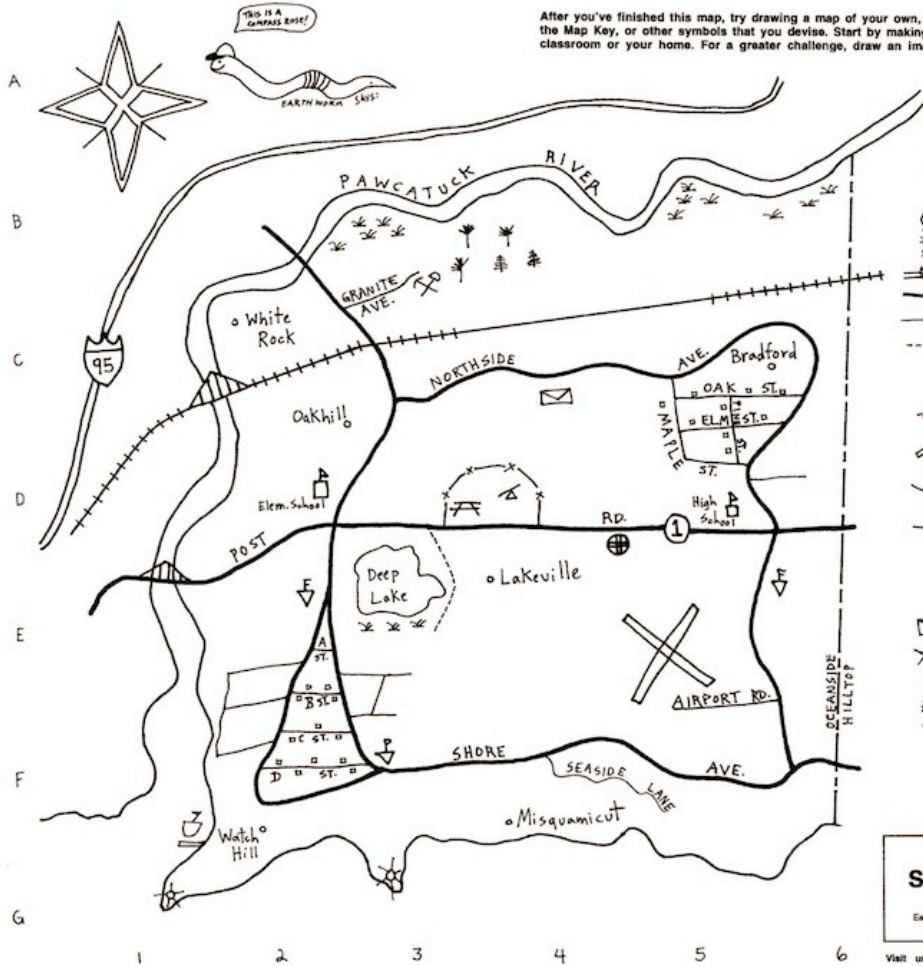 THIS IS A
COMPASS ROSE!
After you've finished this map, try drawing a map of your own,
the Map Key, or other symbols that you devise. Start by making
classroom or your home. For a greater challenge, draw an im
EARTH WORM SAYS:
A
B
C
D
E
F
G
PAWCATUCK RIVER
GRANITE
AVE.
White
Rock
95
NORTHSIDE AVE.
Bradford
OAK ST.
ELM ST.
MAPLE
ST.
Oakhill
Elem. School
High
School
POST RD.
1
Deep
Lake
Lakeville
F
F
A
ST.
B ST.
C ST.
D ST.
P
AIRPORT RD.
OCEANSIDE
HILLTOP
SHORE AVE.
SEASIDE LANE
Misquamicut
Watch
Hill
S
Ea
1 2 3 4 5 6
Visit u